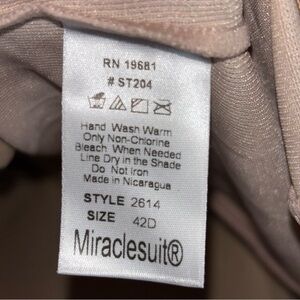 RN 19681
# ST204
Hand Wash Warm
Only Non-Chlorine
Bleach When Needed
Line Dry in the Shade
Do Not Iron
Made in Nicaragua
STYLE 2614
SIZE 42D
Miraclesuit®